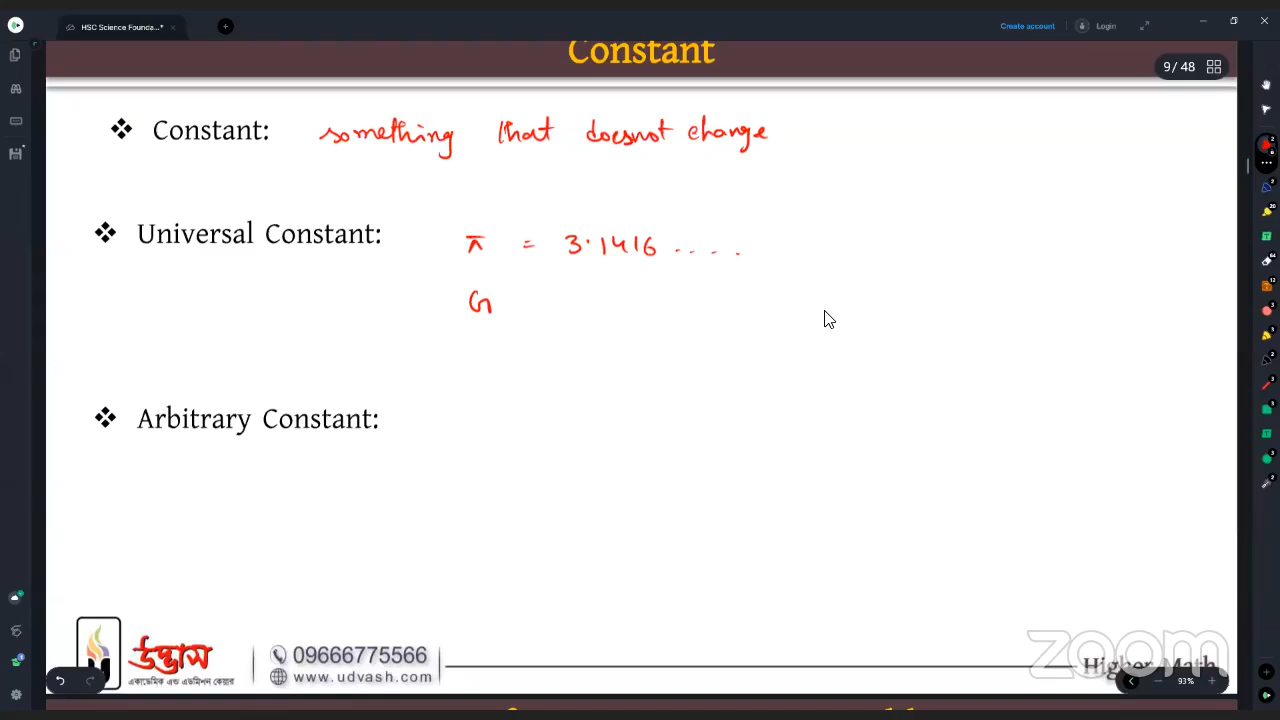 HSC Science Founda...*
Create account
Login
Constant
9/48
❖ Constant: something that doesnot change
❖ Universal Constant: π = 3.1416 .....
G
❖ Arbitrary Constant:
উদ্ভাস
একাডেমিক এন্ড এডমিশন কেয়ার
09666775566
www.udvash.com
zoom
Higher Math
93%